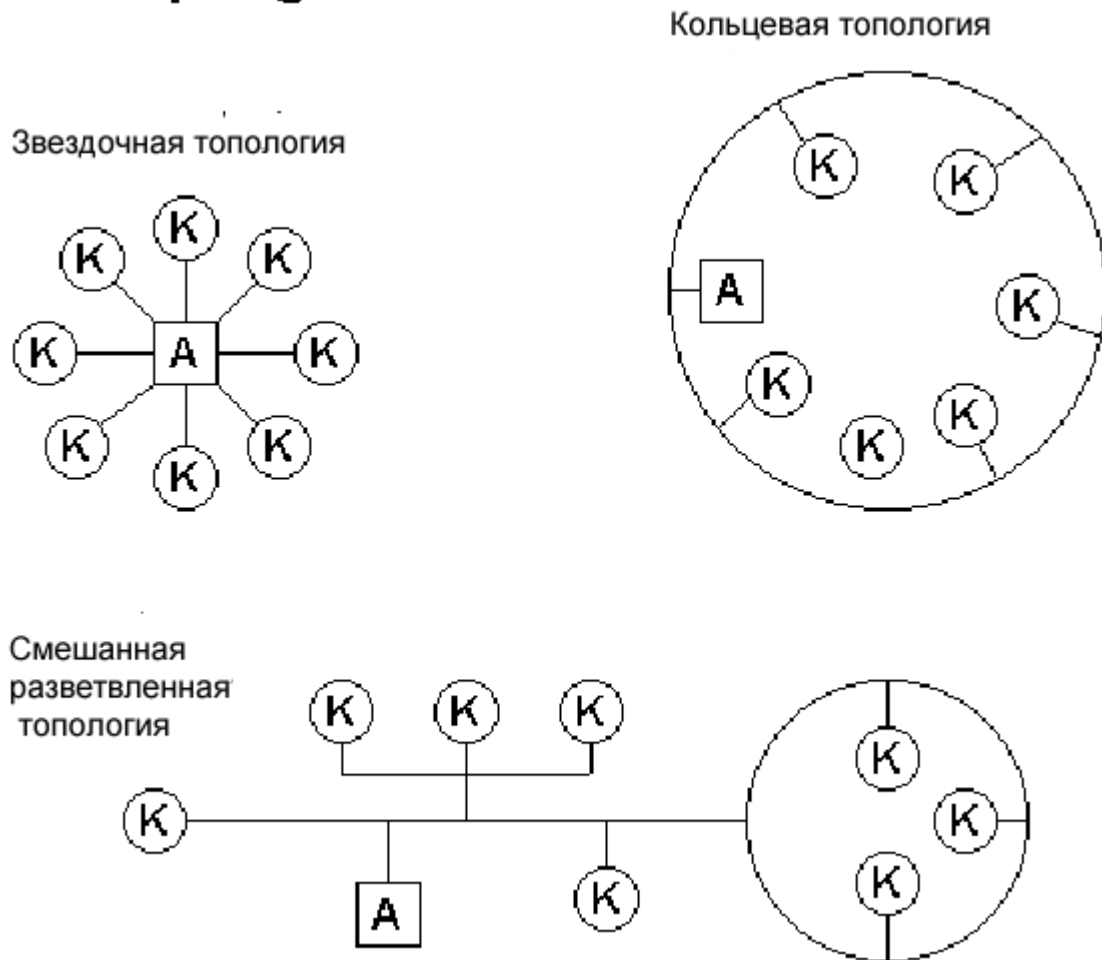 Кольцевая топология
Звездочная топология
К
К
К
К
А
К
К
К
К
К
К
А
К
К
К
К
Смешанная
разветвленная
топология
К
К
К
К
К
К
А
К
К